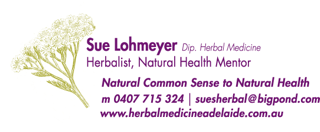 Sue Lohmeyer Dip. Herbal Medicine
Herbalist, Natural Health Mentor
Natural Common Sense to Natural Health
m 0407 715 324 | suesherbal@bigpond.com
www.herbalmedicineadelaide.com.au